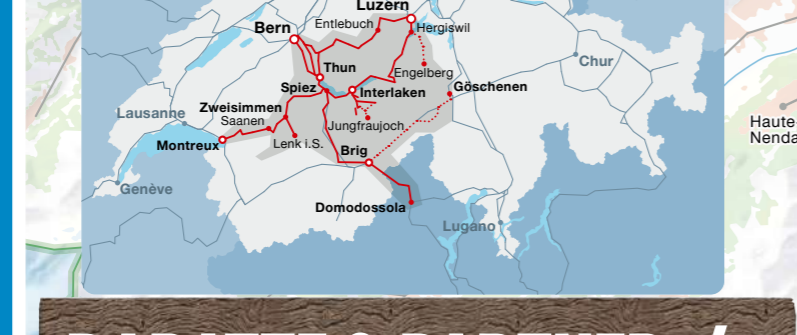 Luzern
Entlebuch
Bern
Hergiswil
Chur
Thun
Engelberg
Spiez
Interlaken
Göschenen
Zweisimmen
Lausanne
Saanen
Jungfraujoch
Haute-
Nenda
Montreux
Lenk i.S.
Brig
Genève
Domodossola
Lugano